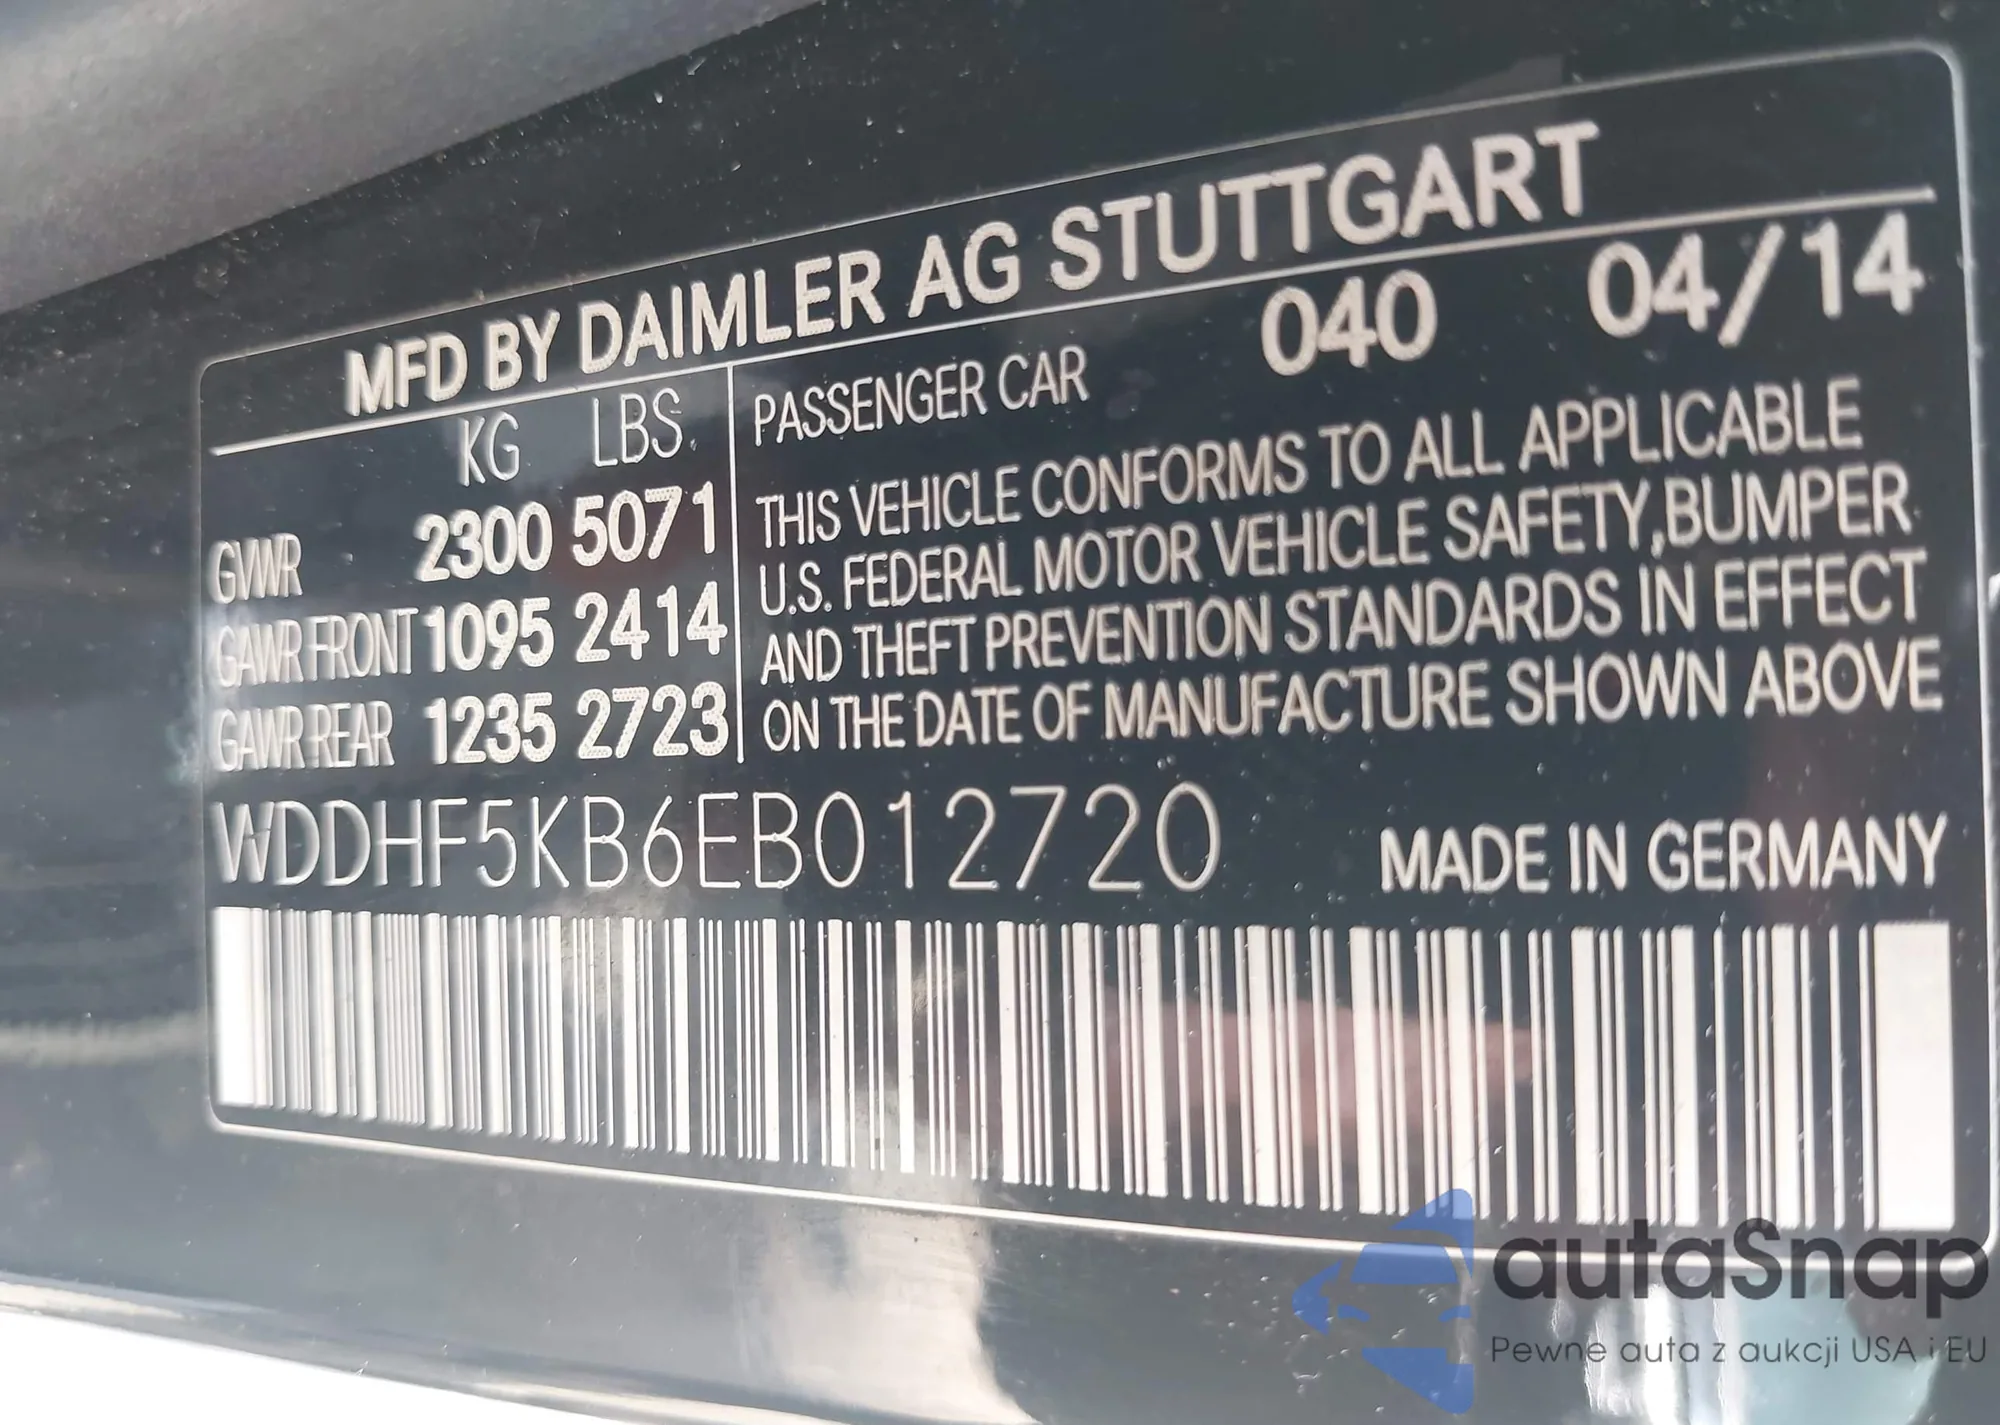 MFD BY DAIMLER AG STUTTGART
KG LBS.
GVWR 2300 5071
GAWR FRONT 1095 2414
GAWR REAR 1235 2723
PASSENGER CAR 040 04/14
THIS VEHICLE CONFORMS TO ALL APPLICABLE
U.S. FEDERAL MOTOR VEHICLE SAFETY,BUMPER
AND THEFT PREVENTION STANDARDS IN EFFECT
ON THE DATE OF MANUFACTURE SHOWN ABOVE
WDDHF5KB6EB012720 MADE IN GERMANY
autaSnap
Pewne auta z aukcji USA i EU